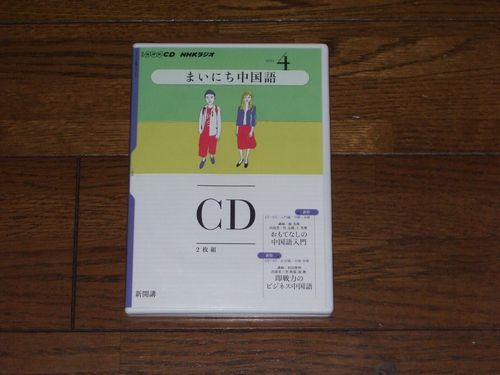 CD NHKラジオ
4
まいにち中国語
CD
2枚組
おもてなしの
中国語入門
即戦力の
ビジネス中国語
新開講